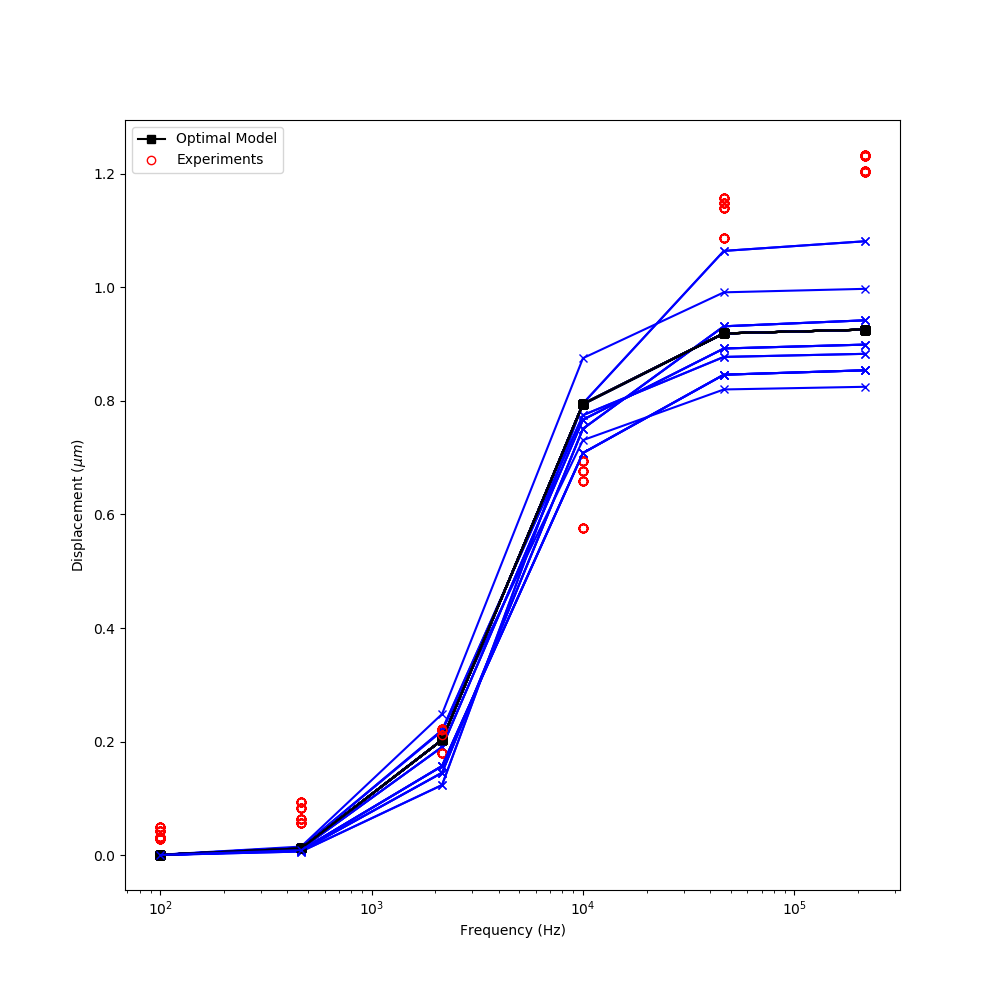 Optimal Model
Experiments
1.2
1.0
0.8
0.6
0.4
0.2
0.0
Displacement (μm)
10²
10³
10⁴
10⁵
Frequency (Hz)